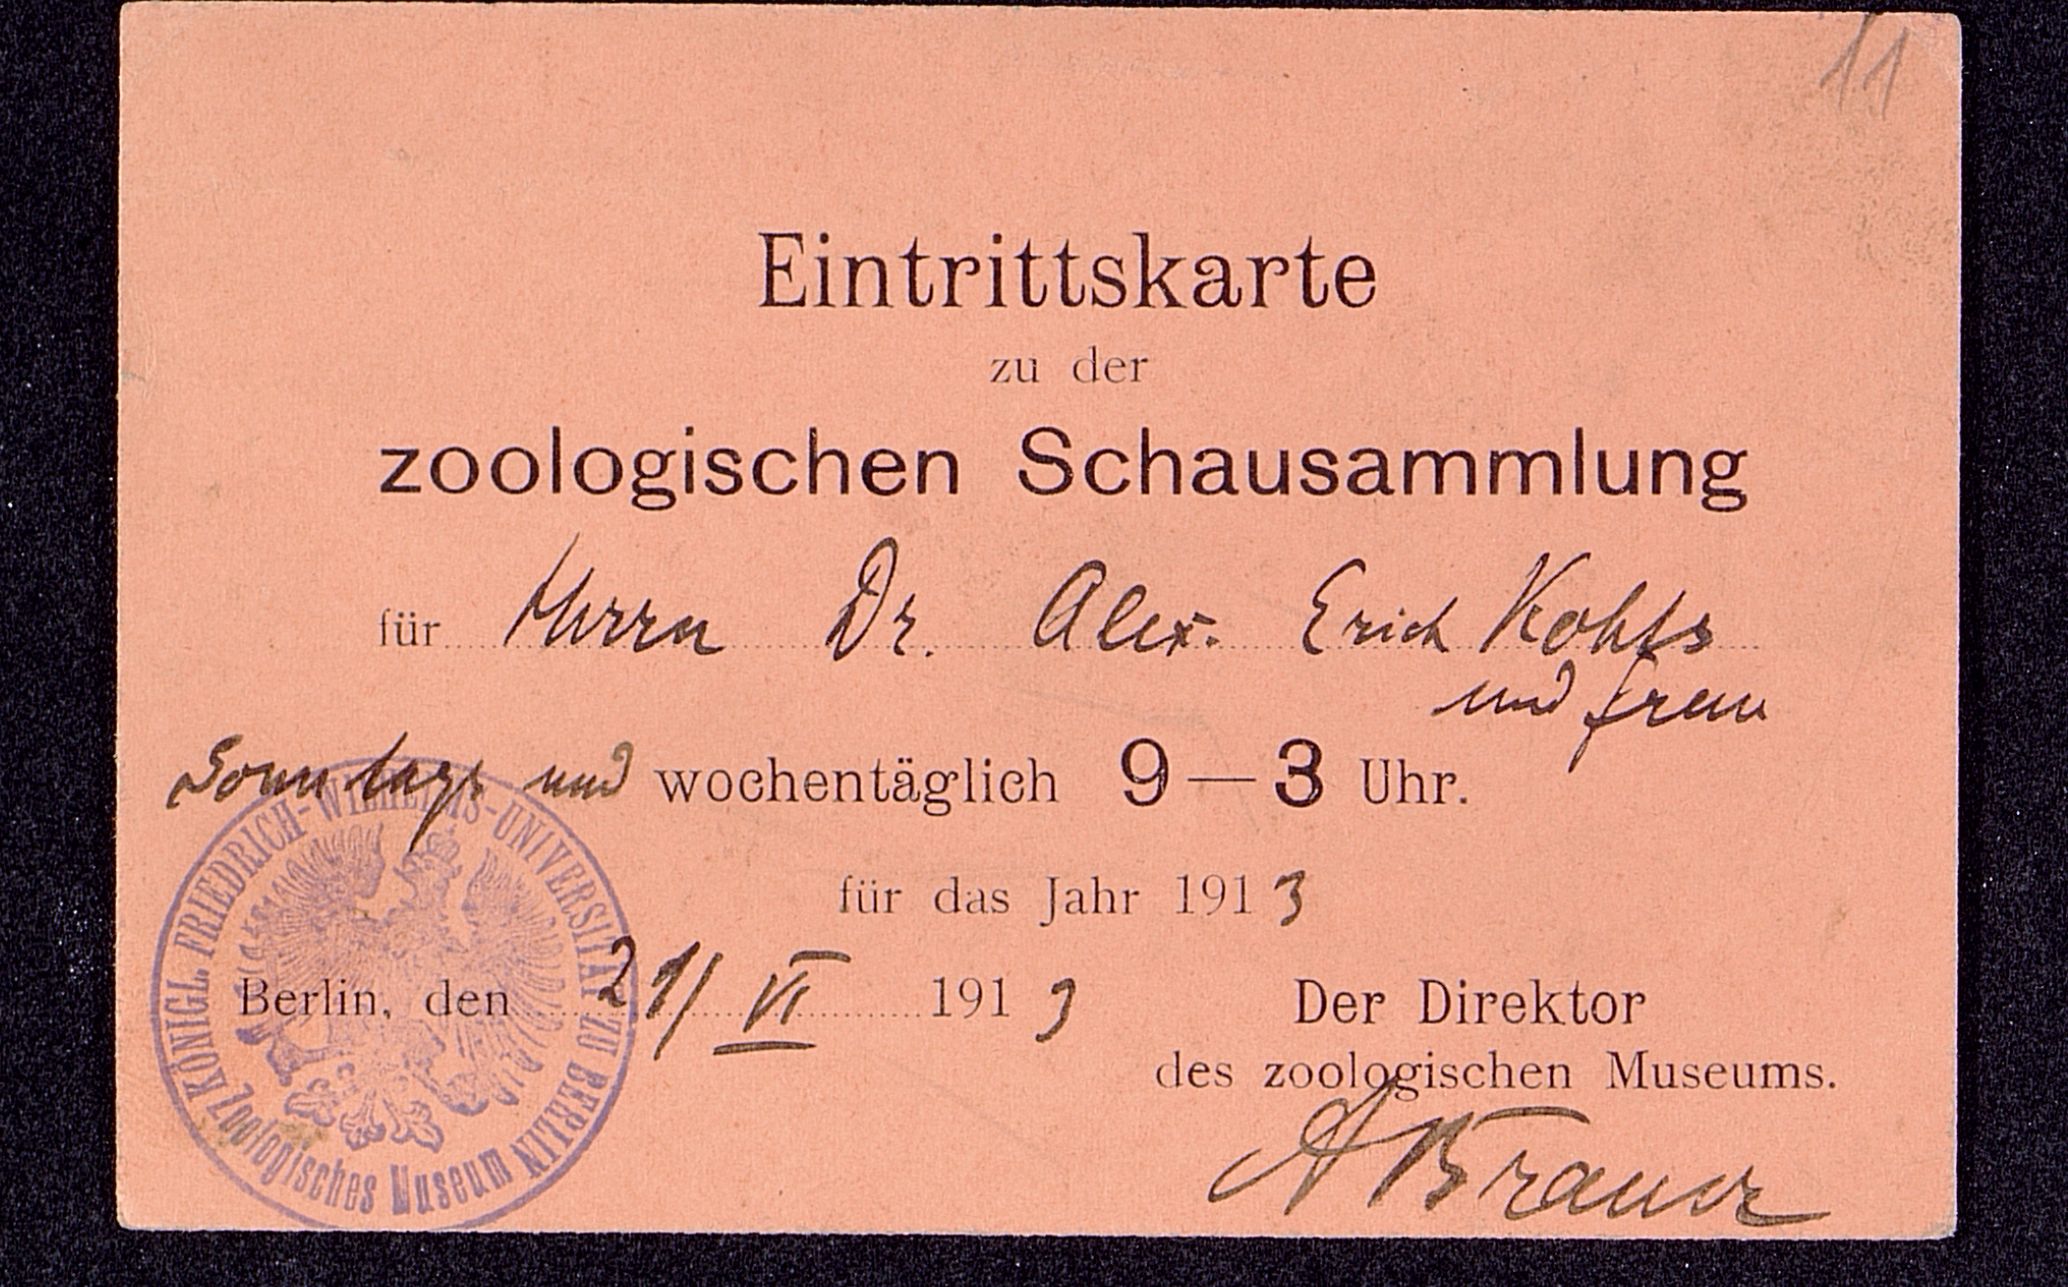 11
Eintrittskarte
zu der
zoologischen Schausammlung
für Herrn Dr. Alex. Erich Kohts
und Frau
Sonntags und wochentäglich 9—3 Uhr.
für das Jahr 1913
Berlin, den 21/VI 1913
Der Direktor
des zoologischen Museums.
A Brauer
KÖNIGL. FRIEDRICH-WILHELMS-UNIVERSITÄT ZU BERLIN
Zoologisches Museum